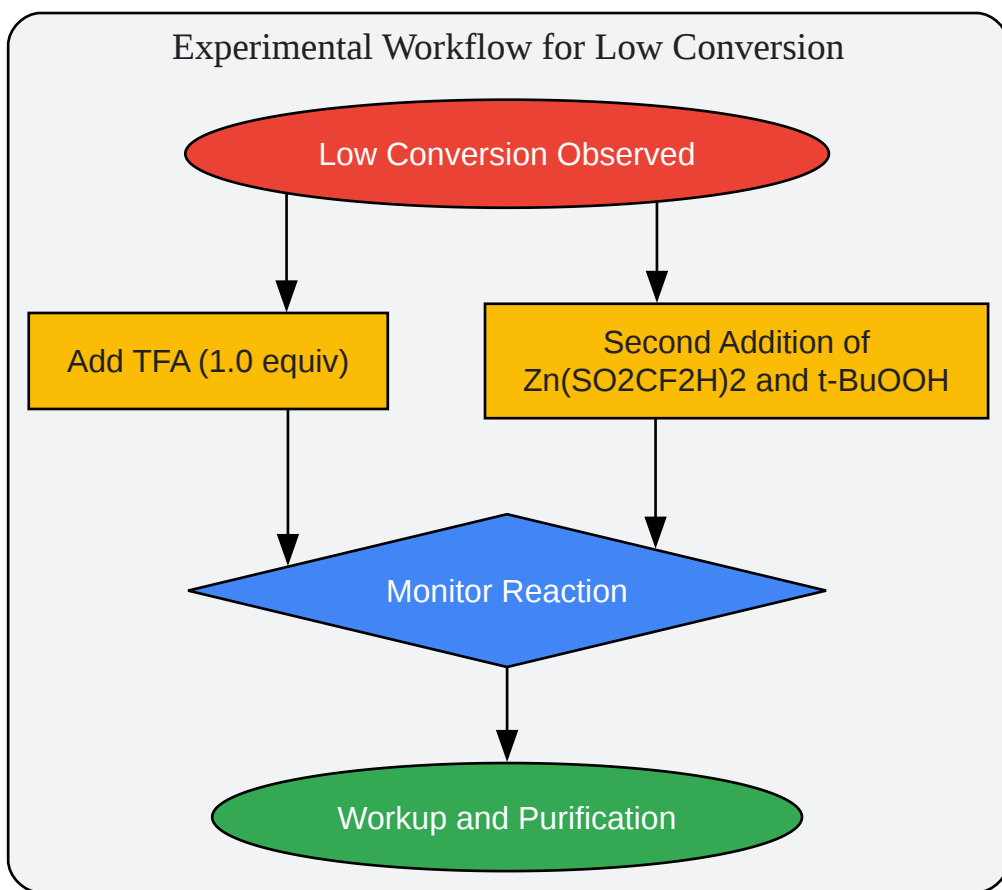 Experimental Workflow for Low Conversion
Low Conversion Observed
Add TFA (1.0 equiv)
Second Addition of
Zn(SO2CF2H)2 and t-BuOOH
Monitor Reaction
Workup and Purification